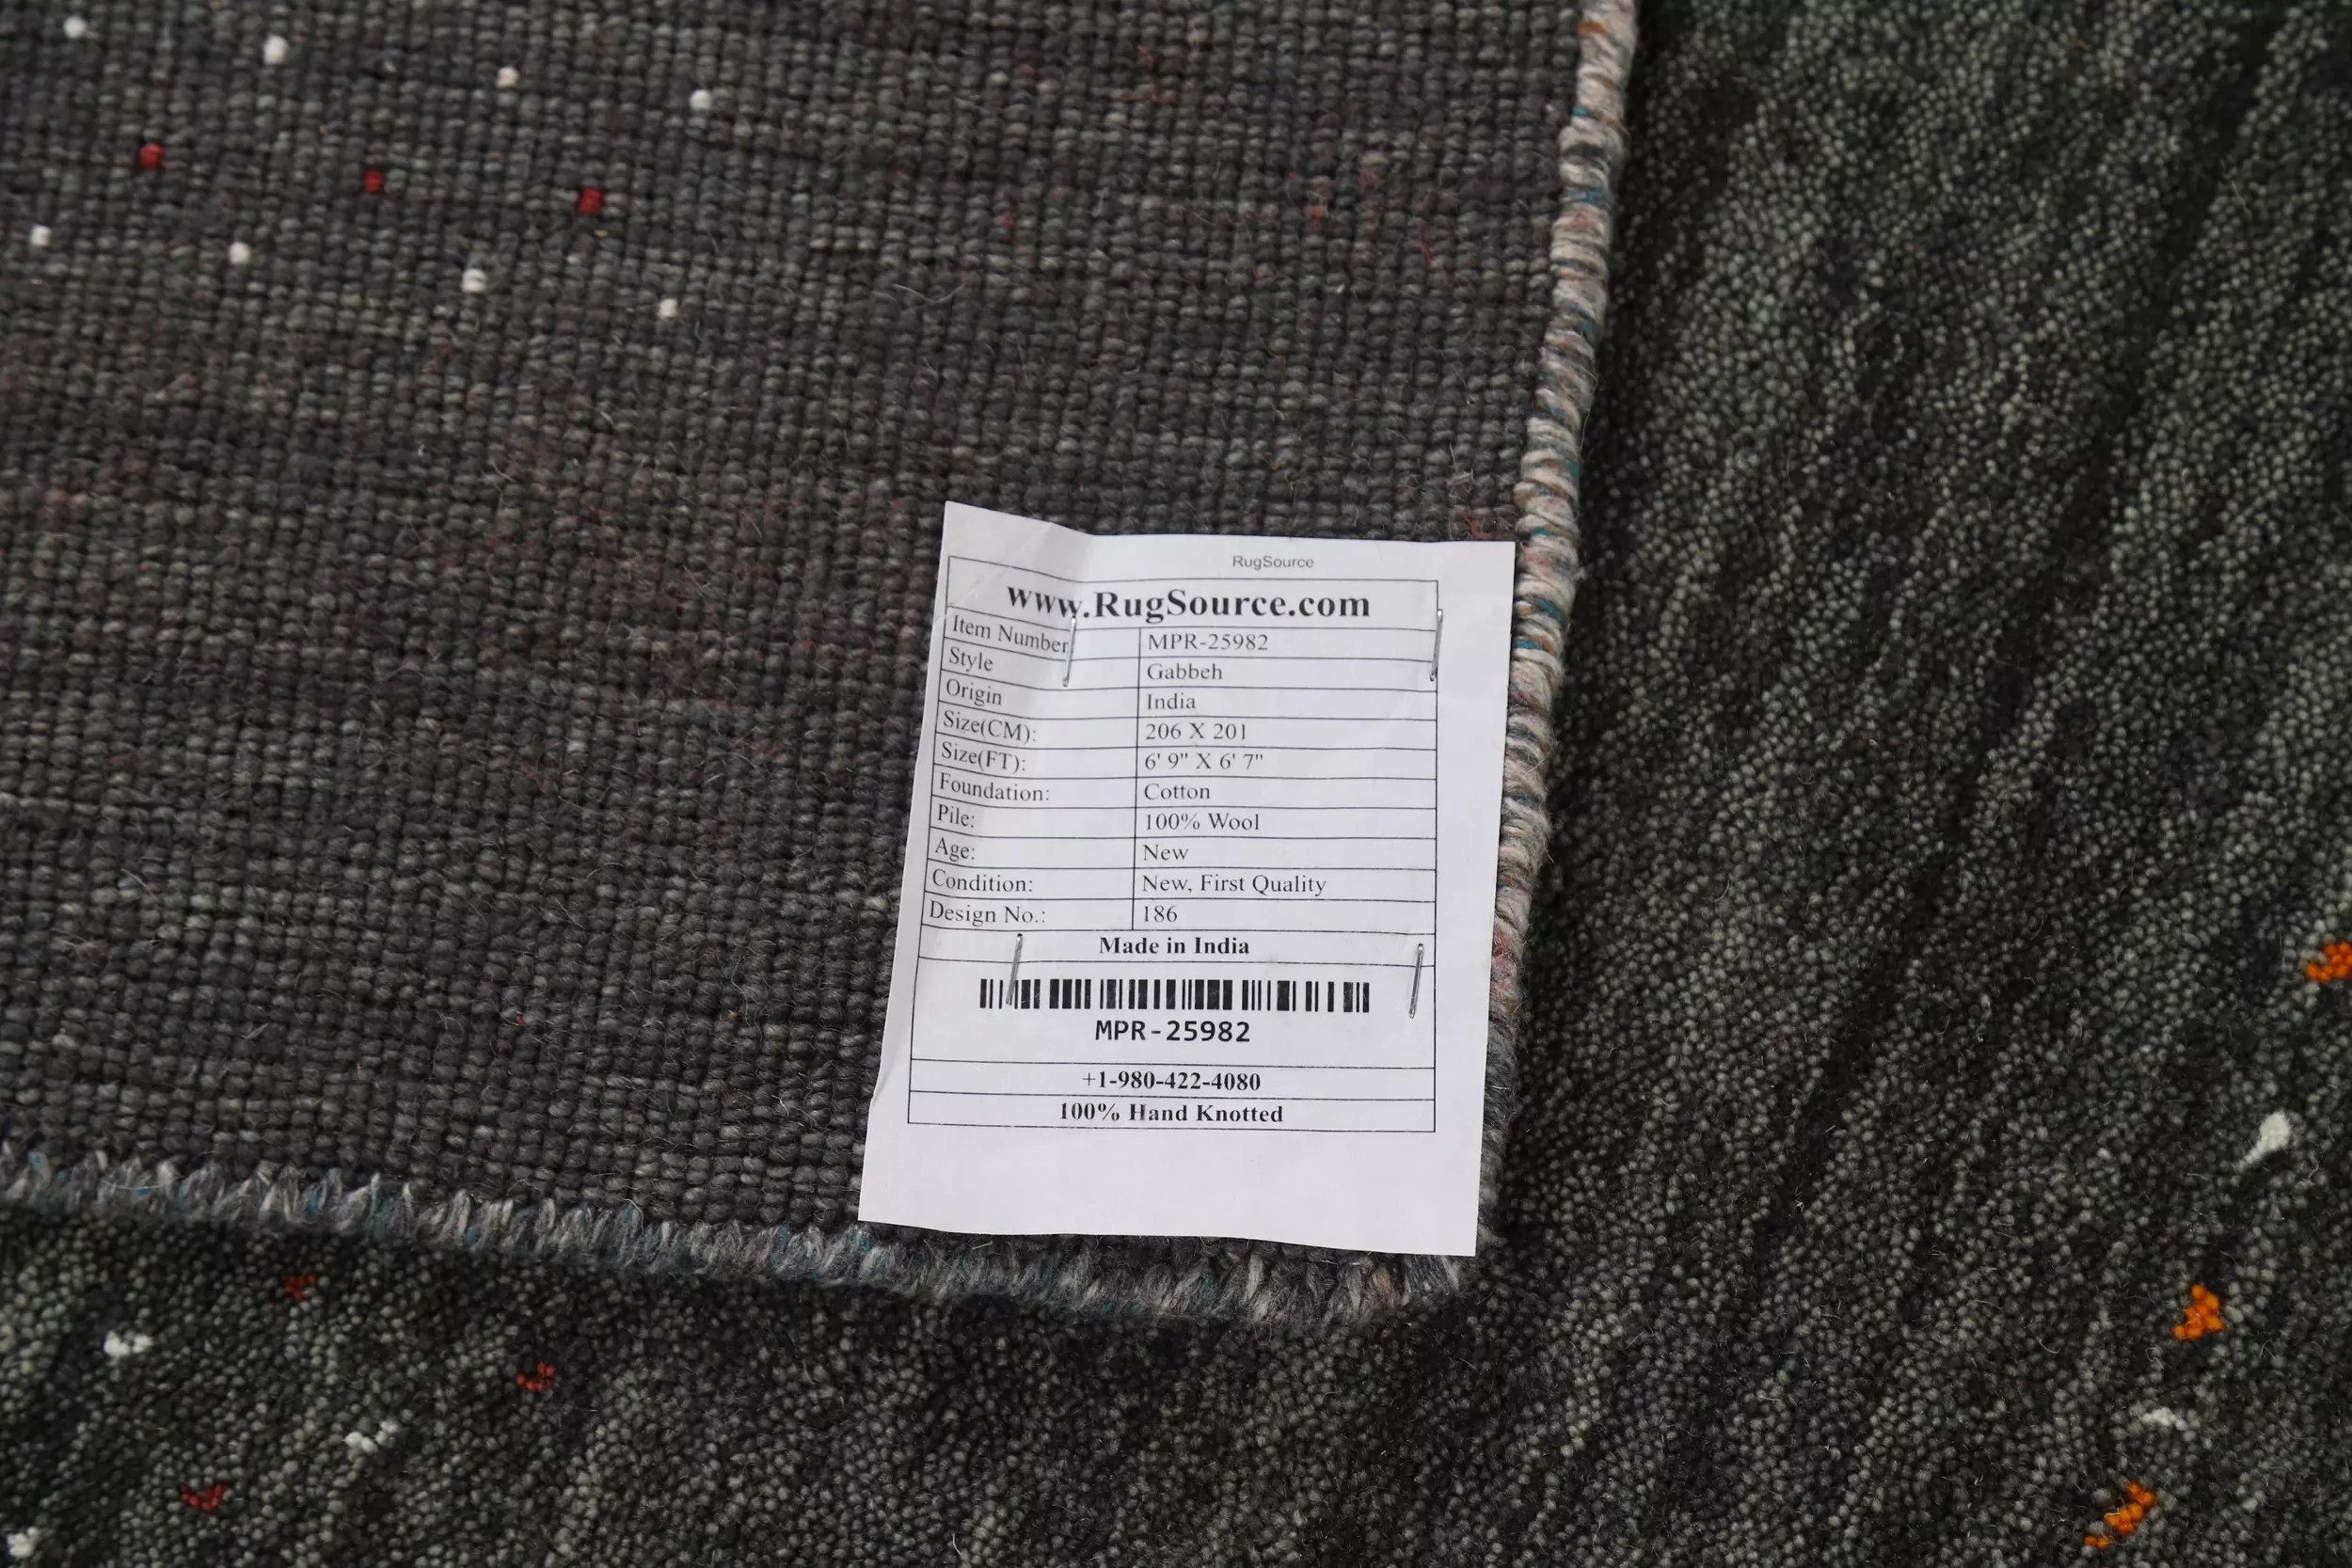 RugSource
www.RugSource.com
Item Number MPR-25982
Style Gabbeh
Origin India
Size(CM): 206 X 201
Size(FT): 6' 9" X 6' 7"
Foundation: Cotton
Pile: 100% Wool
Age: New
Condition: New, First Quality
Design No.: 186
Made in India
MPR-25982
+1-980-422-4080
100% Hand Knotted